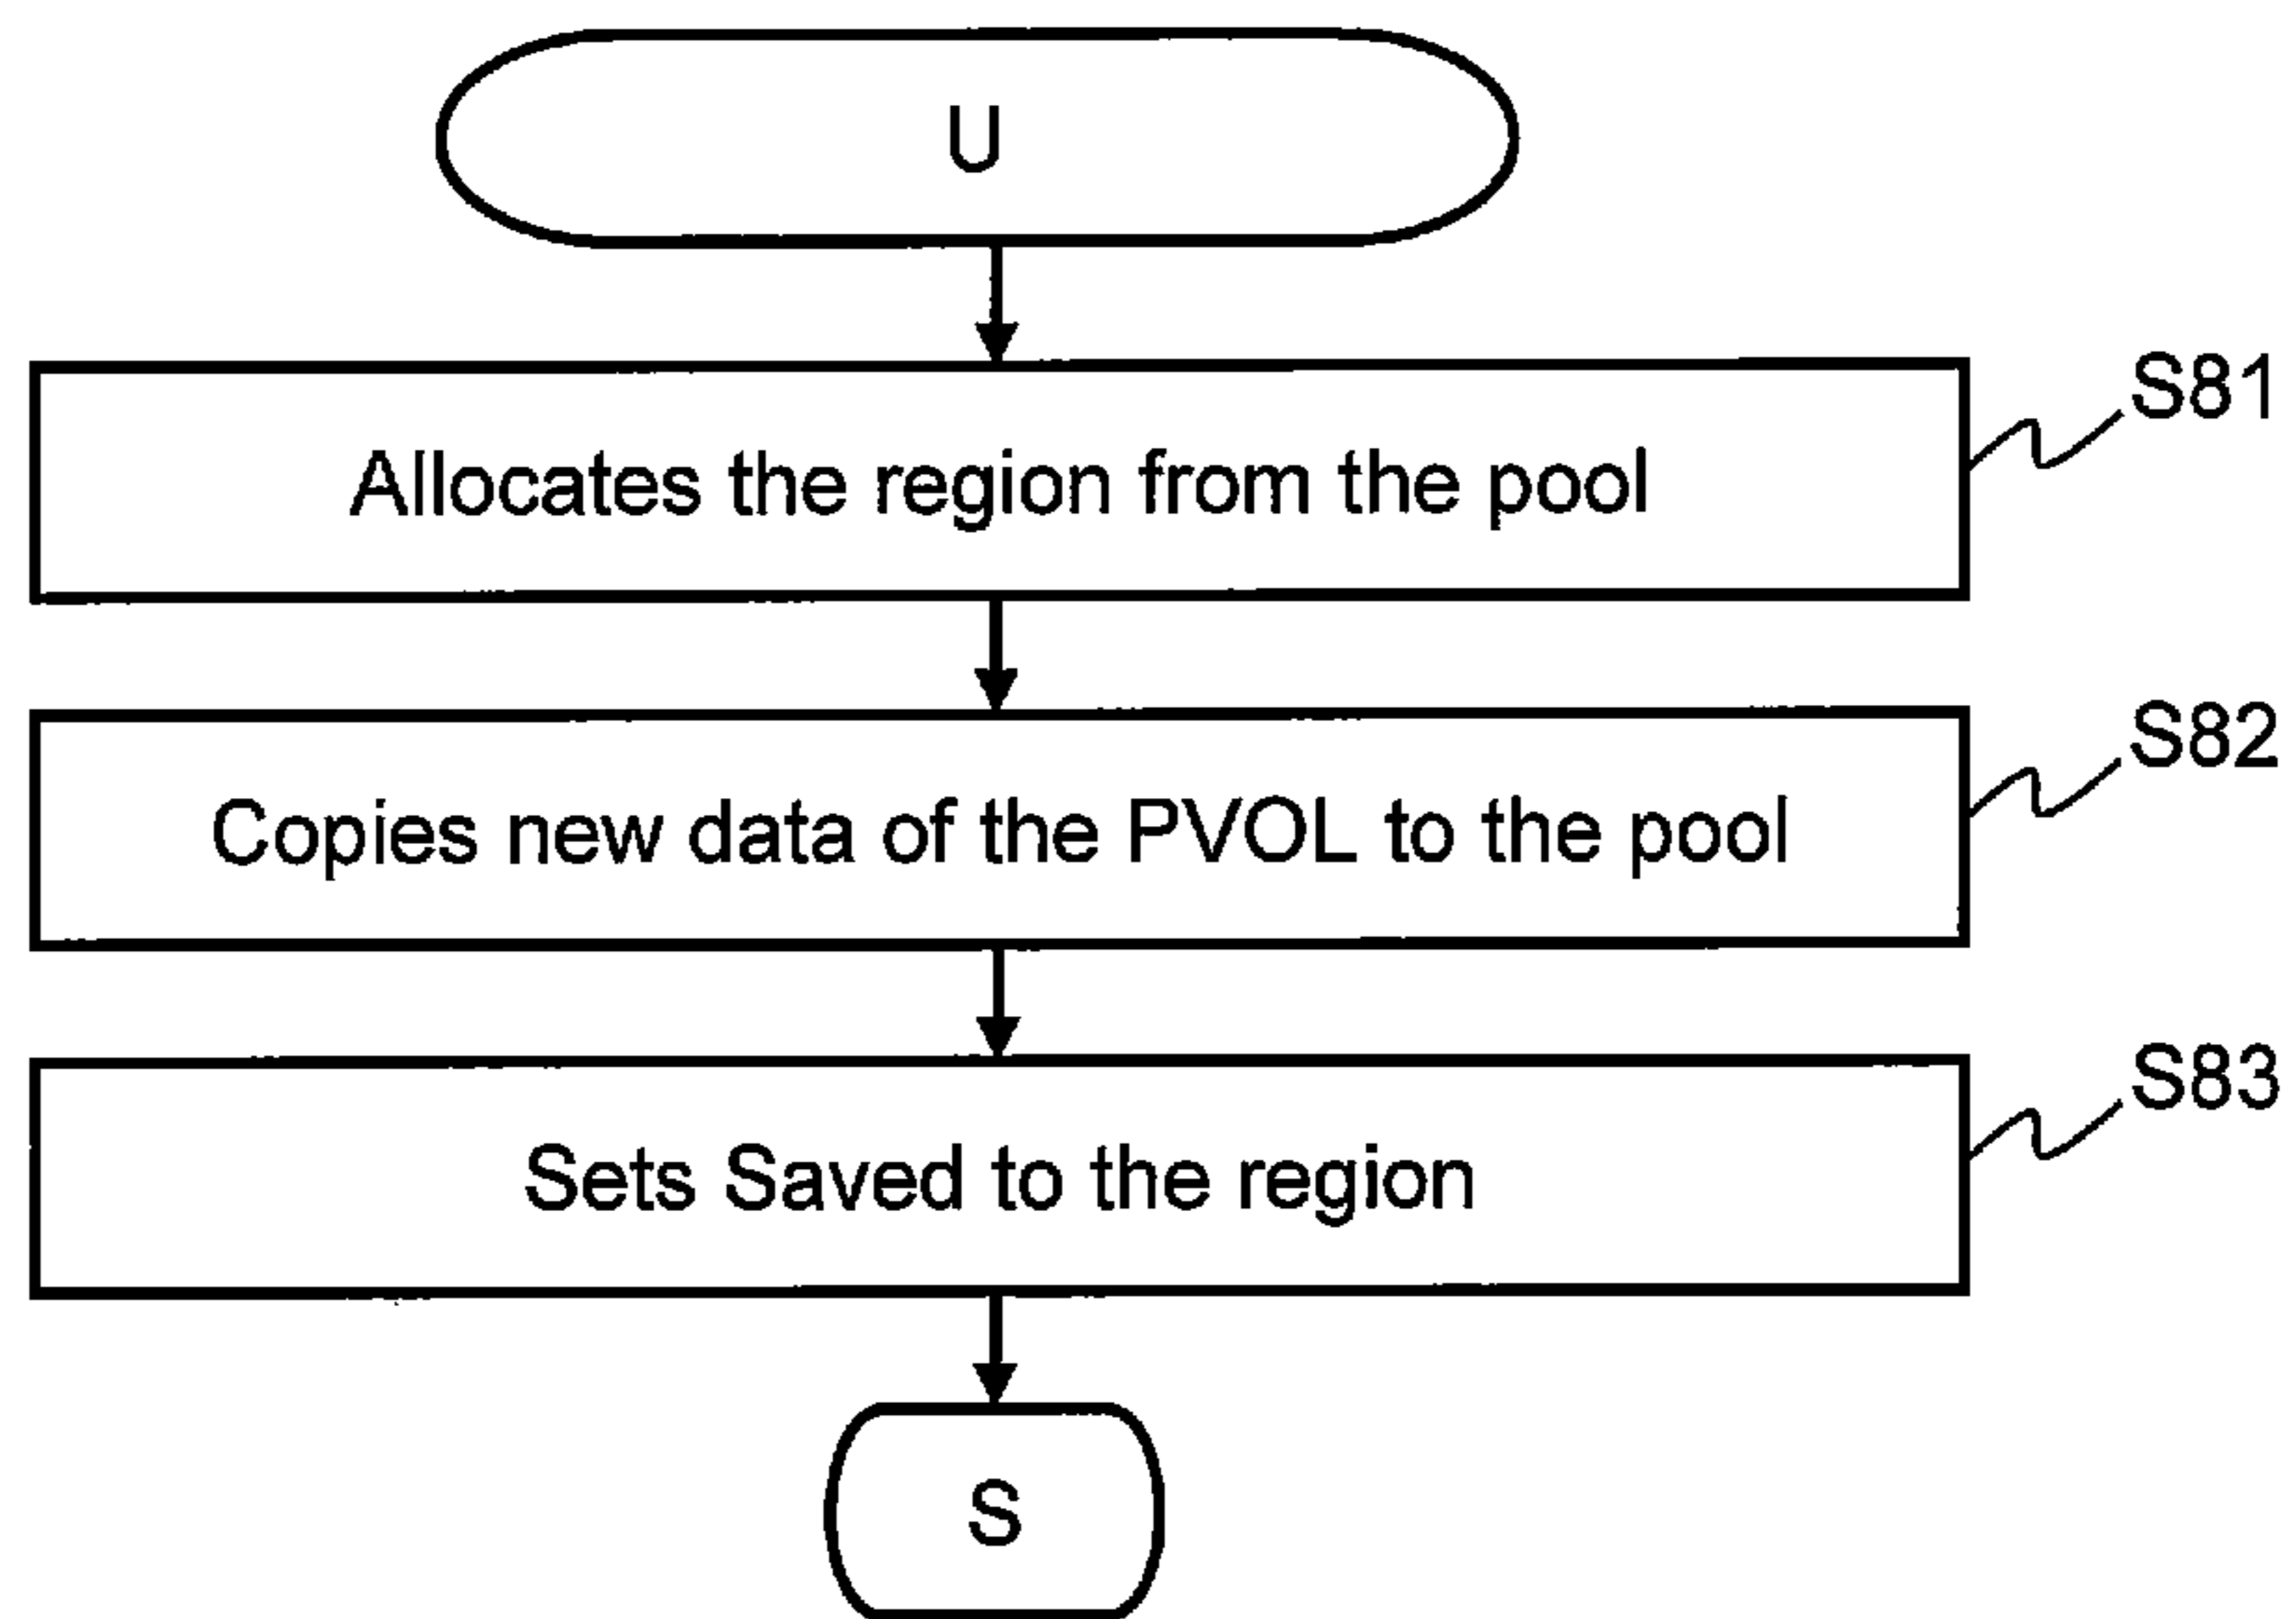 U
S81
Allocates the region from the pool
S82
Copies new data of the PVOL to the pool
S83
Sets Saved to the region
S